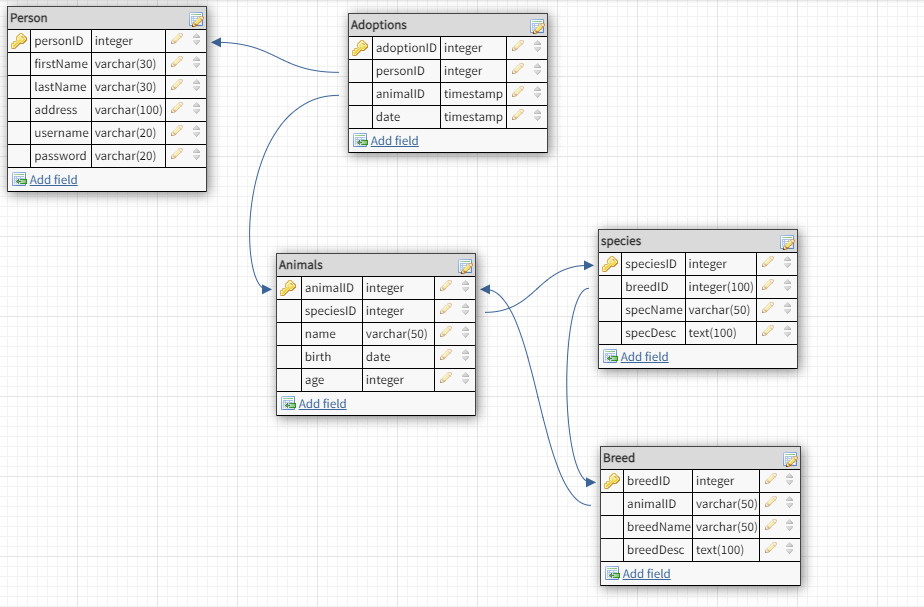 Person
personID integer
firstName varchar(30)
lastName varchar(30)
address varchar(100)
username varchar(20)
password varchar(20)
Add field
Adoptions
adoptionID integer
personID integer
animalID timestamp
date timestamp
Add field
Animals
animalID integer
speciesID integer
name varchar(50)
birth date
age integer
Add field
species
speciesID integer
breedID integer(100)
specName varchar(50)
specDesc text(100)
Add field
Breed
breedID integer
animalID varchar(50)
breedName varchar(50)
breedDesc text(100)
Add field